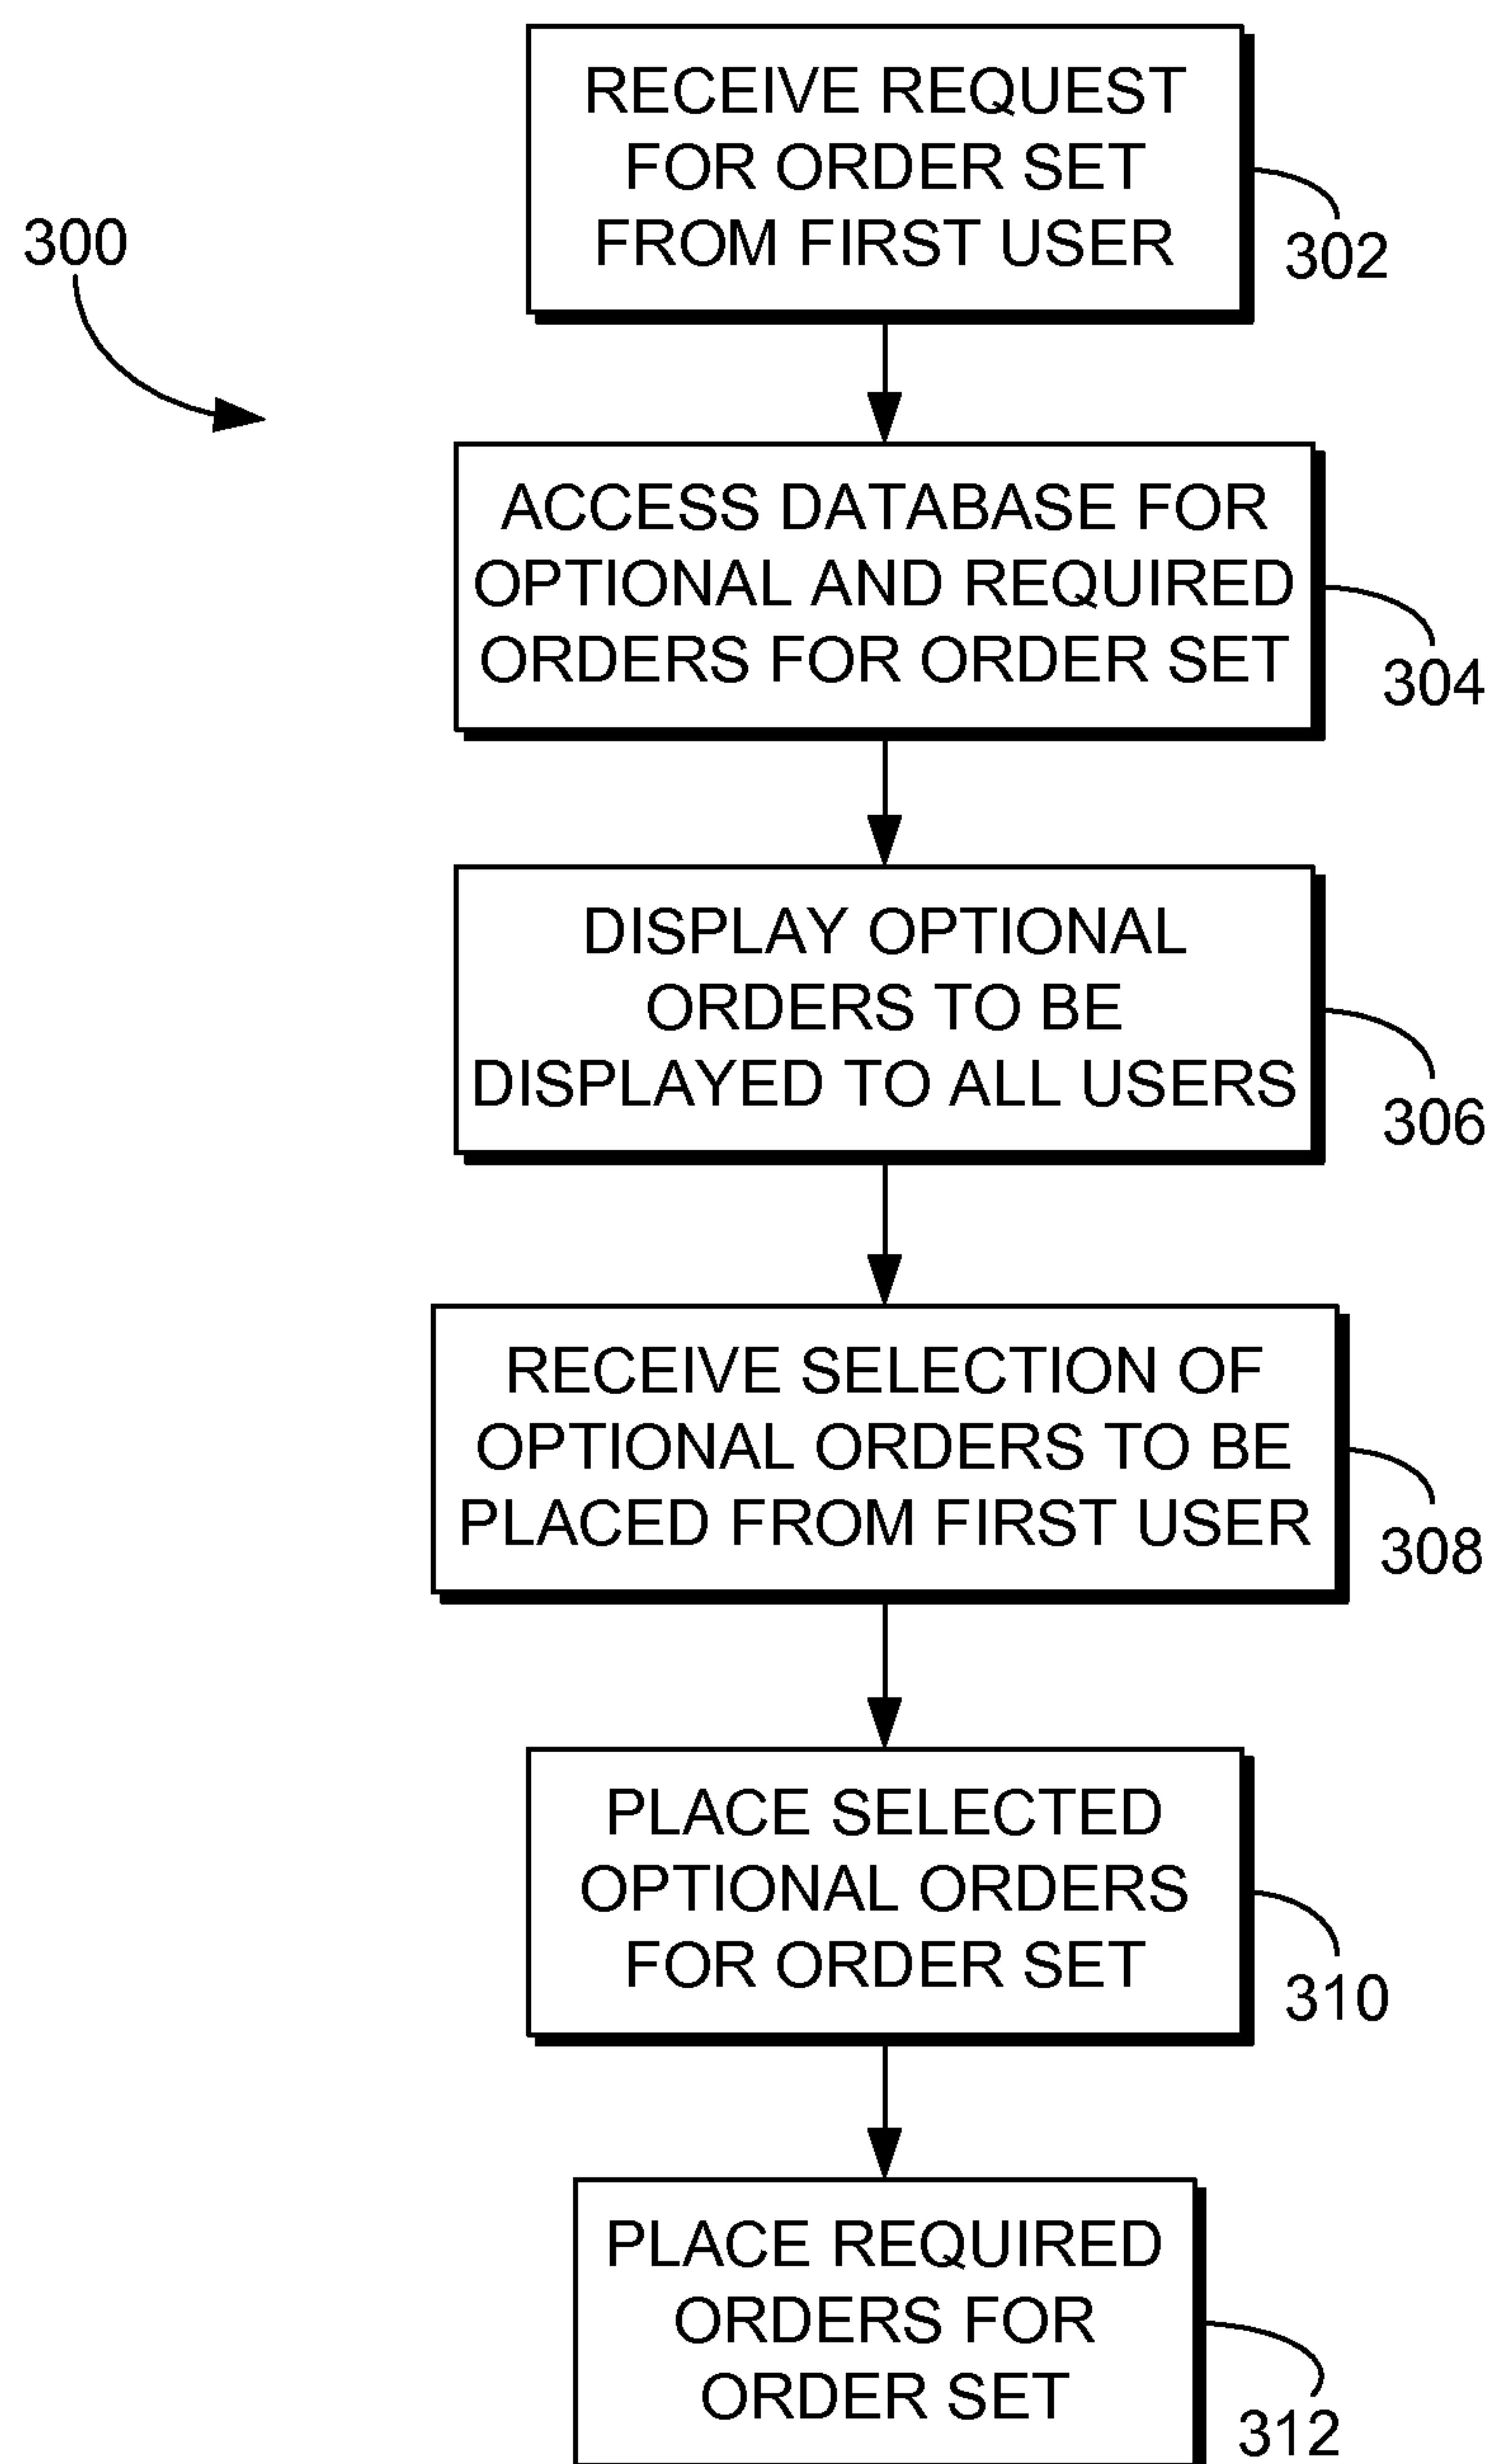 RECEIVE REQUEST
FOR ORDER SET
FROM FIRST USER
300
302
ACCESS DATABASE FOR
OPTIONAL AND REQUIRED
ORDERS FOR ORDER SET
304
DISPLAY OPTIONAL
ORDERS TO BE
DISPLAYED TO ALL USERS
306
RECEIVE SELECTION OF
OPTIONAL ORDERS TO BE
PLACED FROM FIRST USER
308
PLACE SELECTED
OPTIONAL ORDERS
FOR ORDER SET
310
PLACE REQUIRED
ORDERS FOR
ORDER SET
312